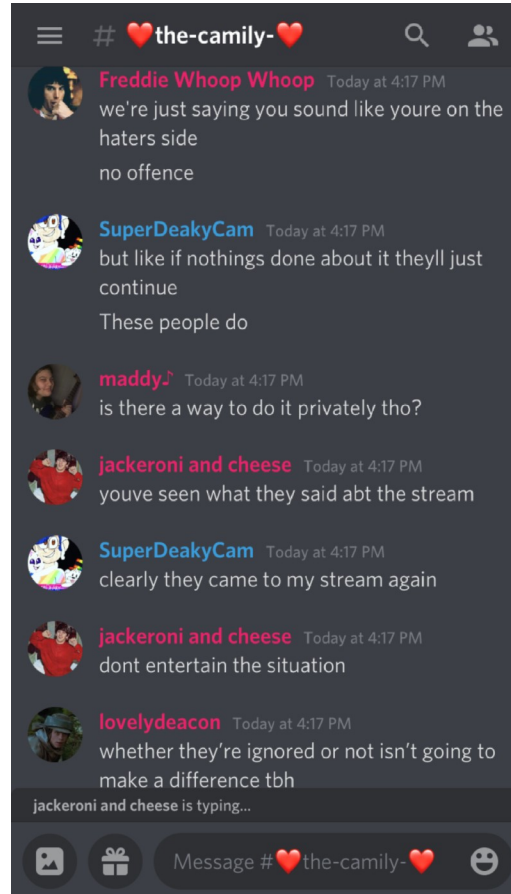 # ❤️the-camily-❤️
Freddie Whoop Whoop Today at 4:17 PM
we're just saying you sound like youre on the
haters side
no offence
SuperDeakyCam Today at 4:17 PM
but like if nothings done about it theyll just
continue
These people do
maddy♪ Today at 4:17 PM
is there a way to do it privately tho?
jackeroni and cheese Today at 4:17 PM
youve seen what they said abt the stream
SuperDeakyCam Today at 4:17 PM
clearly they came to my stream again
jackeroni and cheese Today at 4:17 PM
dont entertain the situation
lovelydeacon Today at 4:17 PM
whether they're ignored or not isn't going to
make a difference tbh
jackeroni and cheese is typing...
Message #❤️the-camily-❤️